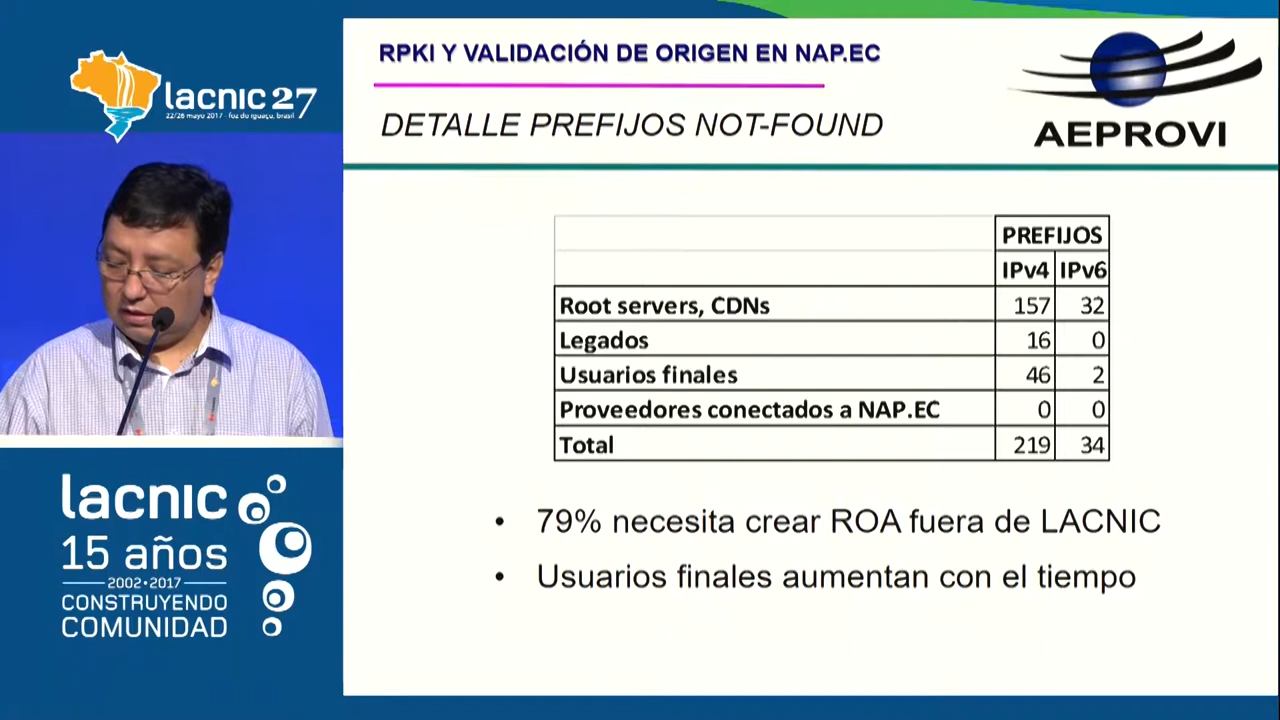 lacnic 27
22/26 mayo 2017 - foz do iguaçu, brasil
RPKI Y VALIDACIÓN DE ORIGEN EN NAP.EC
DETALLE PREFIJOS NOT-FOUND
AEPROVI
PREFIJOS
IPv4 IPv6
Root servers, CDNs 157 32
Legados 16 0
Usuarios finales 46 2
Proveedores conectados a NAP.EC 0 0
Total 219 34
• 79% necesita crear ROA fuera de LACNIC
• Usuarios finales aumentan con el tiempo
lacnic
15 años
2002•2017
CONSTRUYENDO
COMUNIDAD